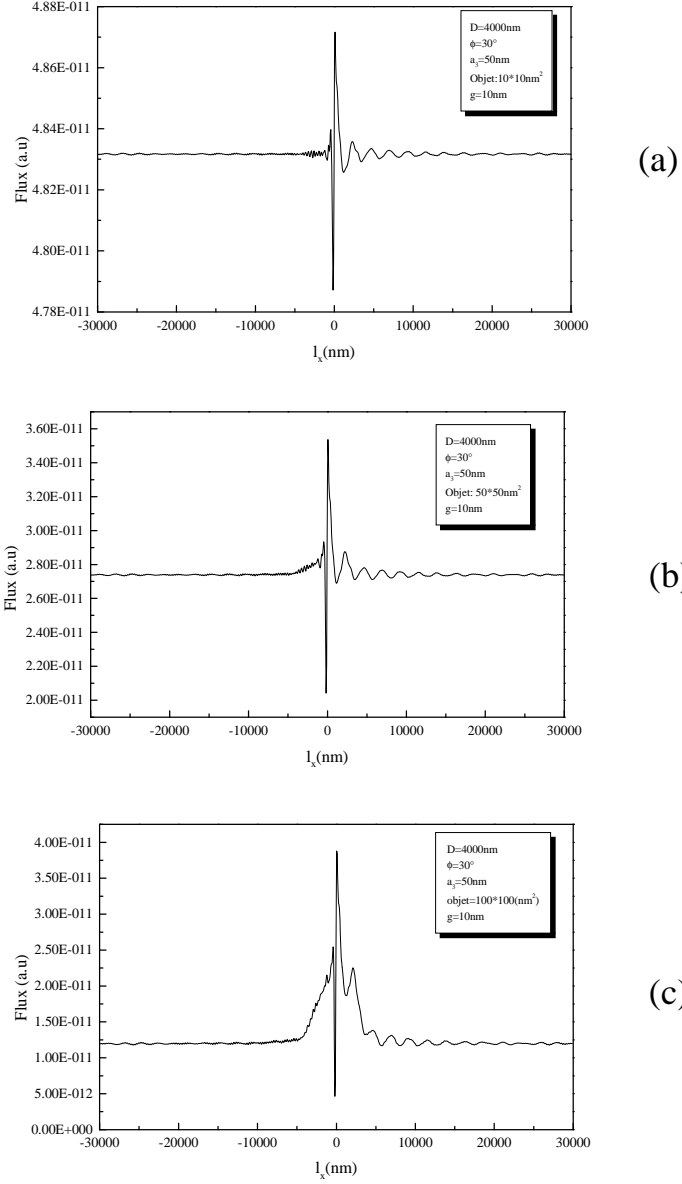 4.88E-011
4.86E-011
4.84E-011
4.82E-011
4.80E-011
4.78E-011
Flux (a.u)
D=4000nm
ϕ=30°
a₃=50nm
Objet:10*10nm²
g=10nm
(a)
-30000 -20000 -10000 0 10000 20000 30000
lₓ(nm)
3.60E-011
3.40E-011
3.20E-011
3.00E-011
2.80E-011
2.60E-011
2.40E-011
2.20E-011
2.00E-011
Flux (a.u)
D=4000nm
ϕ=30°
a₃=50nm
Objet: 50*50nm²
g=10nm
(b)
-30000 -20000 -10000 0 10000 20000 30000
lₓ(nm)
4.00E-011
3.50E-011
3.00E-011
2.50E-011
2.00E-011
1.50E-011
1.00E-011
5.00E-012
0.00E+000
Flux (a.u)
D=4000nm
ϕ=30°
a₃=50nm
objet=100*100(nm²)
g=10nm
(c)
-30000 -20000 -10000 0 10000 20000 30000
lₓ(nm)